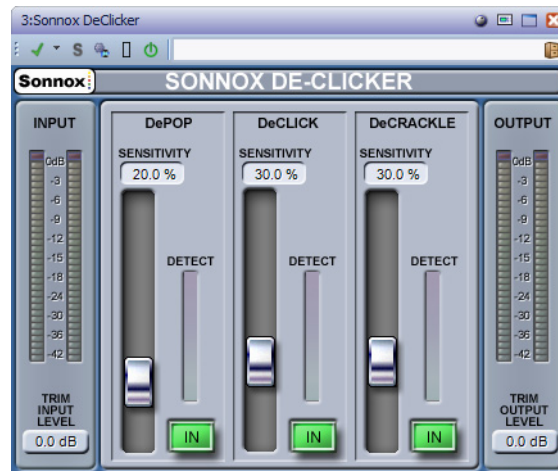 3:Sonnox DeClicker
S
Sonnox
SONNOX DE-CLICKER
INPUT
0dB
-3
-6
-9
-12
-15
-18
-24
-30
-36
-42
TRIM
INPUT
LEVEL
0.0 dB
DePOP
SENSITIVITY
20.0 %
DETECT
IN
DeCLICK
SENSITIVITY
30.0 %
DETECT
IN
DeCRACKLE
SENSITIVITY
30.0 %
DETECT
IN
OUTPUT
0dB
-3
-6
-9
-12
-15
-18
-24
-30
-36
-42
TRIM
OUTPUT
LEVEL
0.0 dB